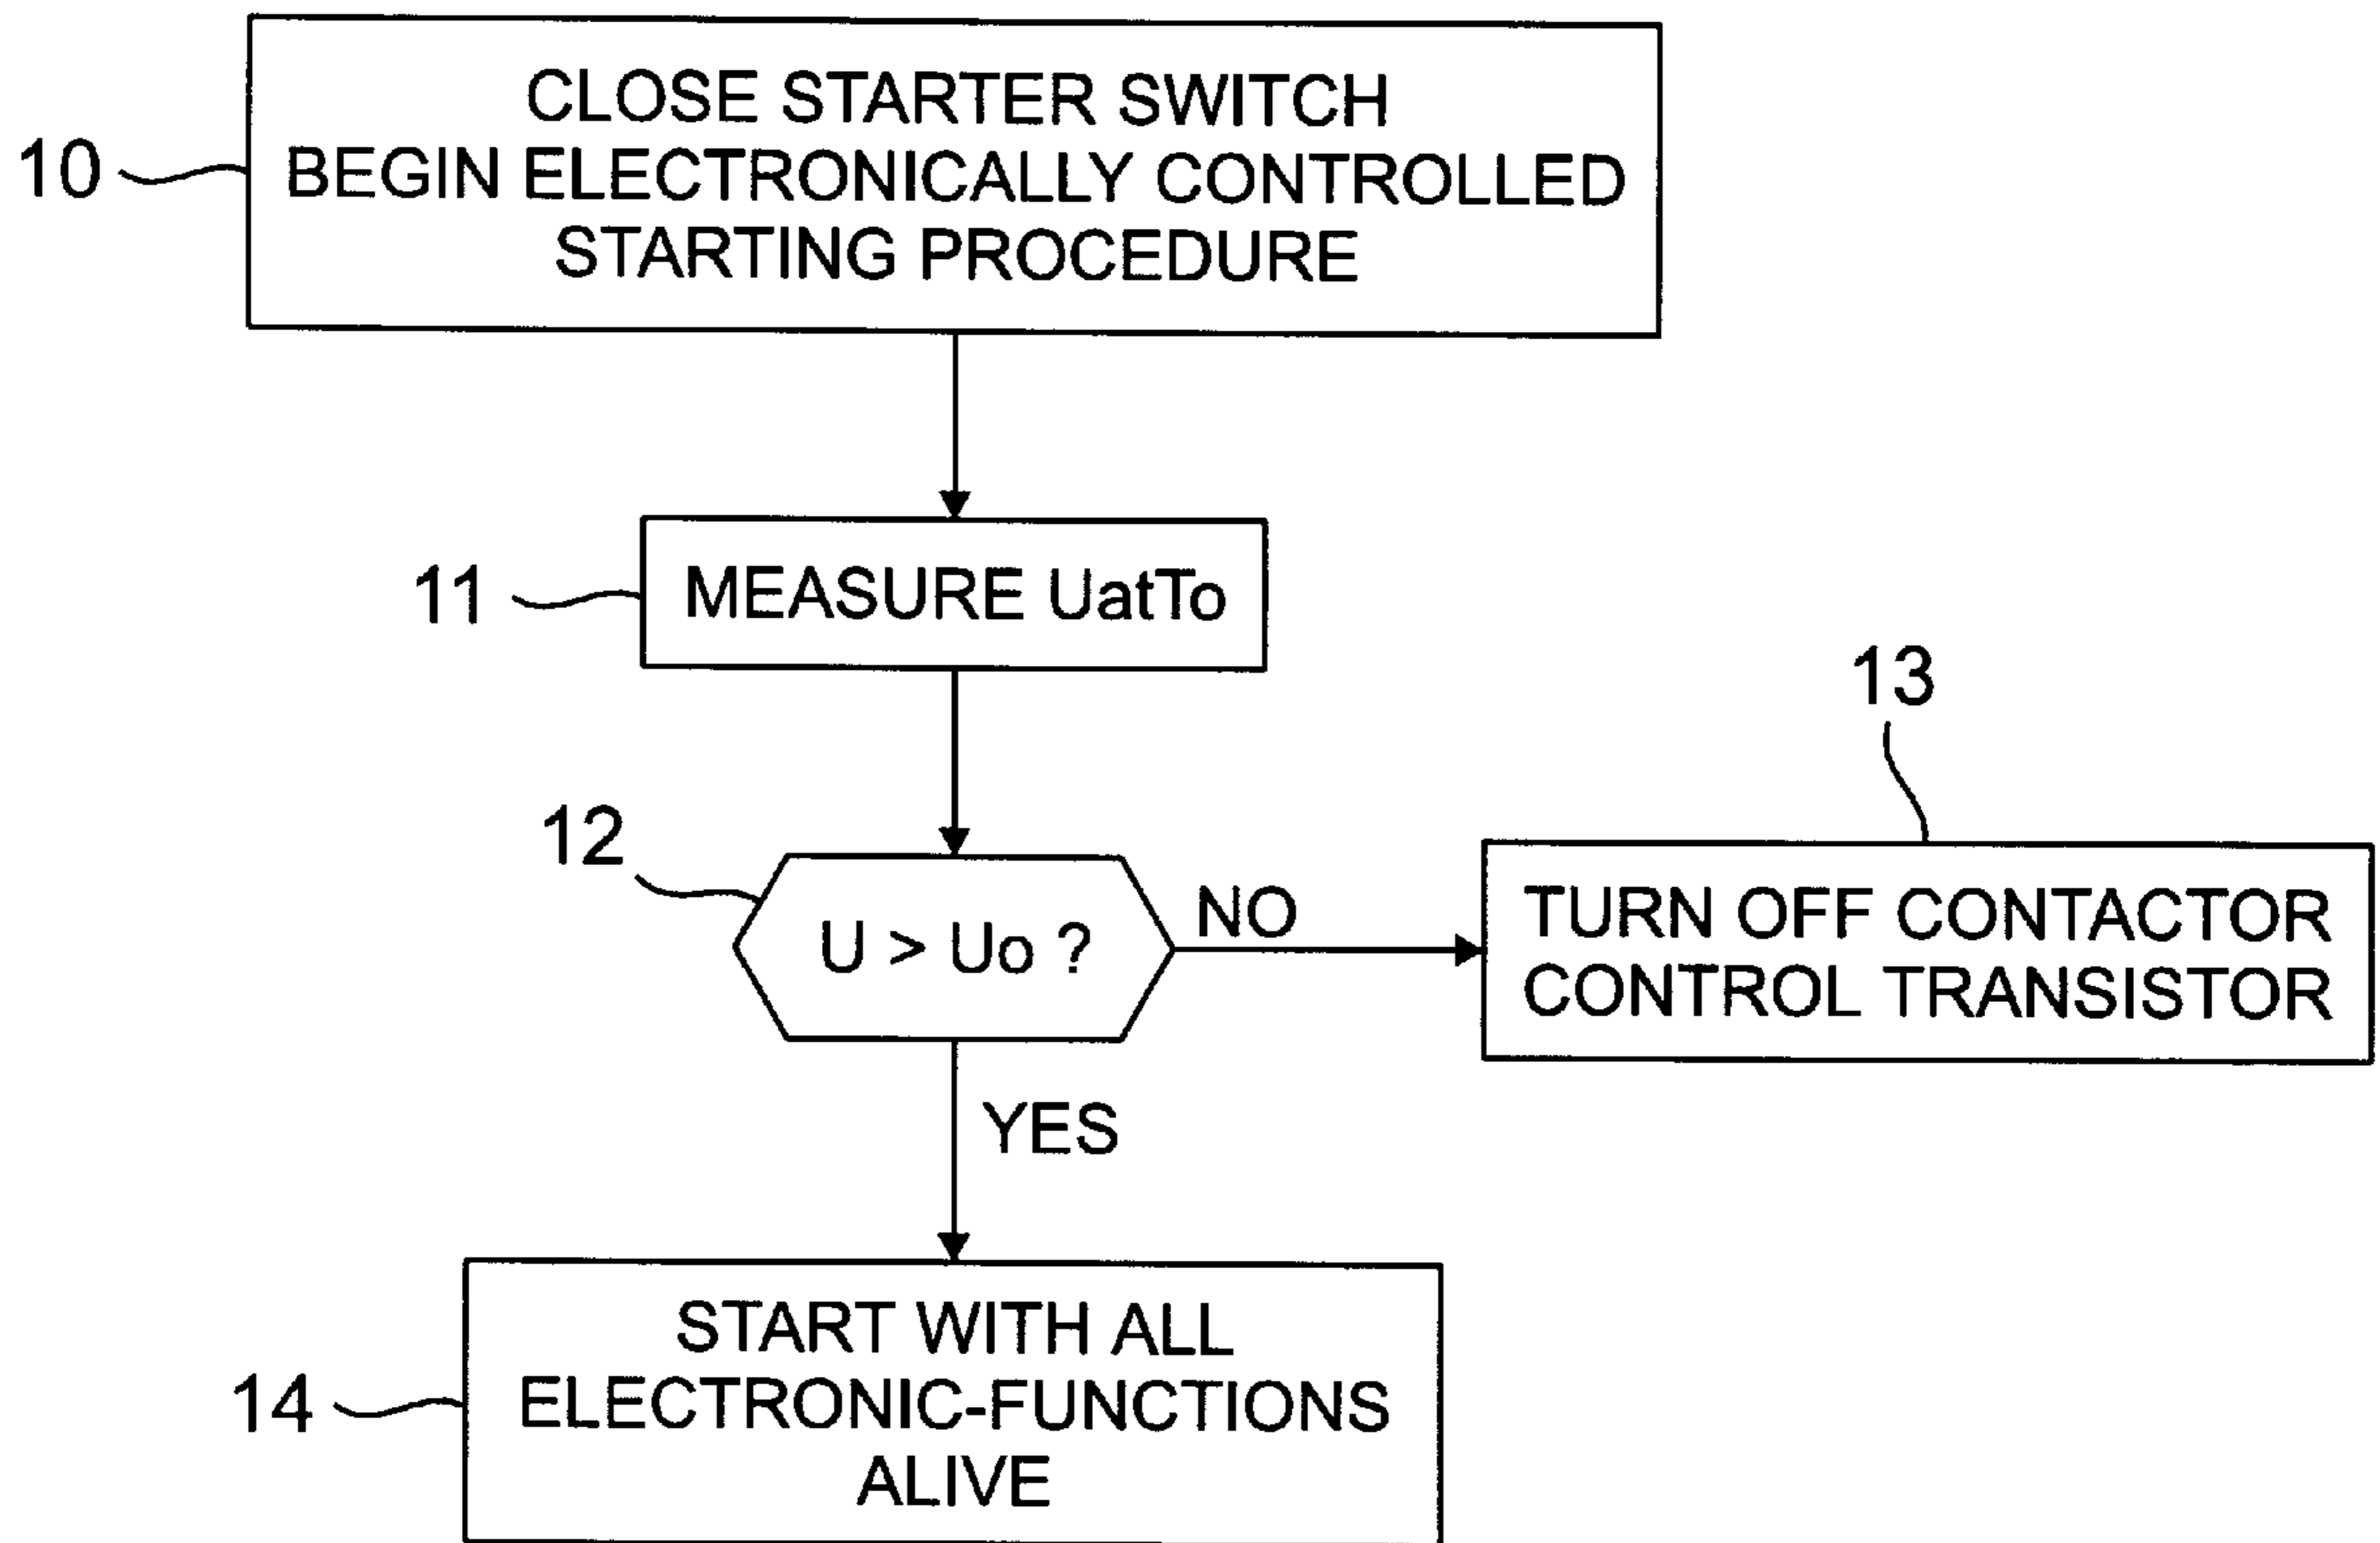 10
CLOSE STARTER SWITCH
BEGIN ELECTRONICALLY CONTROLLED
STARTING PROCEDURE
11
MEASURE UatTo
12
U > Uo ?
NO
13
TURN OFF CONTACTOR
CONTROL TRANSISTOR
YES
14
START WITH ALL
ELECTRONIC-FUNCTIONS
ALIVE